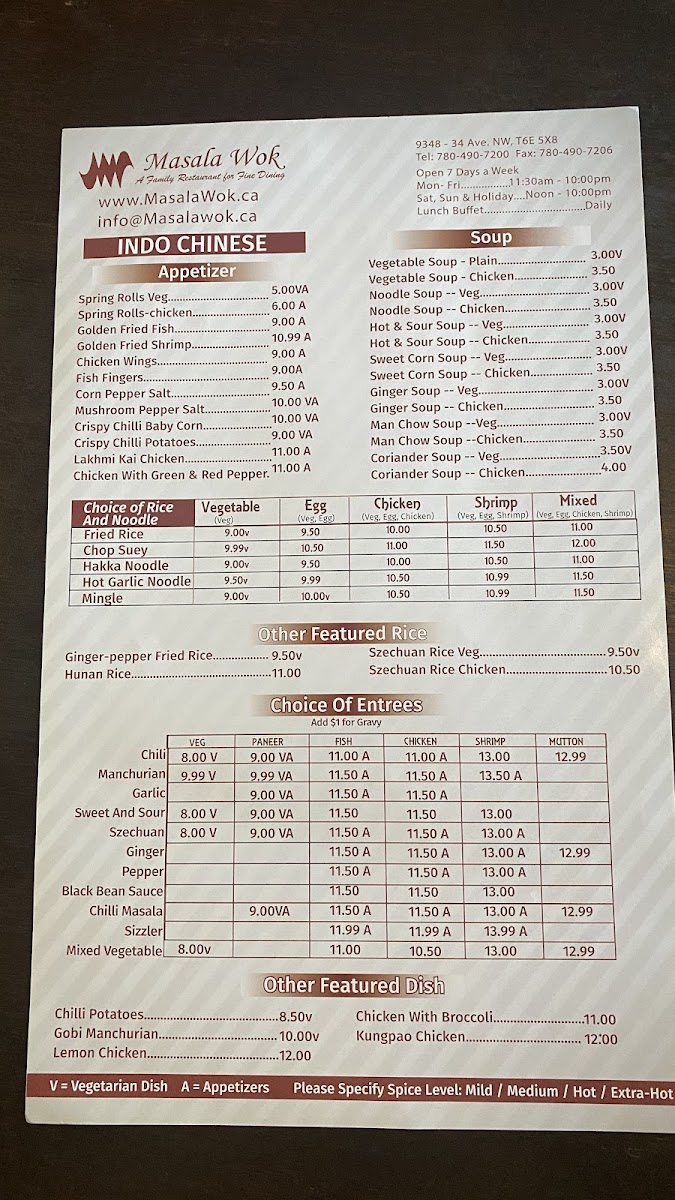 Masala Wok
A Family Restaurant for Fine Dining
www.MasalaWok.ca
info@Masalawok.ca
9348 - 34 Ave. NW, T6E 5X8
Tel: 780-490-7200 Fax: 780-490-7206
Open 7 Days a Week
Mon- Fri.................11:30am - 10:00pm
Sat, Sun & Holiday....Noon - 10:00pm
Lunch Buffet................................Daily
INDO CHINESE
Appetizer
Spring Rolls Veg............................ 5.00VA
Spring Rolls-chicken..................... 6.00 A
Golden Fried Fish.......................... 9.00 A
Golden Fried Shrimp..................... 10.99 A
Chicken Wings............................... 9.00 A
Fish Fingers................................... 9.00A
Corn Pepper Salt........................... 9.50 A
Mushroom Pepper Salt.................. 10.00 VA
Crispy Chilli Baby Corn.................. 10.00 VA
Crispy Chilli Potatoes..................... 9.00 VA
Lakhmi Kai Chicken........................ 11.00 A
Chicken With Green & Red Pepper. 11.00 A
Soup
Vegetable Soup - Plain........................... 3.00V
Vegetable Soup - Chicken...................... 3.50
Noodle Soup -- Veg................................ 3.00V
Noodle Soup -- Chicken......................... 3.50
Hot & Sour Soup -- Veg......................... 3.00V
Hot & Sour Soup -- Chicken.................. 3.50
Sweet Corn Soup -- Veg........................ 3.00V
Sweet Corn Soup -- Chicken................. 3.50
Ginger Soup -- Veg................................ 3.00V
Ginger Soup -- Chicken......................... 3.50
Man Chow Soup --Veg........................... 3.00V
Man Chow Soup --Chicken.................... 3.50
Coriander Soup -- Veg............................3.50V
Coriander Soup -- Chicken..................... 4.00
Choice of Rice And Noodle Vegetable (Veg) Egg (Veg, Egg) Chicken (Veg, Egg, Chicken) Shrimp (Veg, Egg, Shrimp) Mixed (Veg, Egg, Chicken, Shrimp)
Fried Rice 9.00v 9.50 10.00 10.50 11.00
Chop Suey 9.99v 10.50 11.00 11.50 12.00
Hakka Noodle 9.00v 9.50 10.00 10.50 11.00
Hot Garlic Noodle 9.50v 9.99 10.50 10.99 11.50
Mingle 9.00v 10.00v 10.50 10.99 11.50
Other Featured Rice
Ginger-pepper Fried Rice................. 9.50v
Hunan Rice...........................................11.00
Szechuan Rice Veg.......................................9.50v
Szechuan Rice Chicken...............................10.50
Choice Of Entrees
Add $1 for Gravy
VEG PANEER FISH CHICKEN SHRIMP MUTTON
Chili 8.00 V 9.00 VA 11.00 A 11.00 A 13.00 12.99
Manchurian 9.99 V 9.99 VA 11.50 A 11.50 A 13.50 A
Garlic 9.00 VA 11.50 A 11.50 A
Sweet And Sour 8.00 V 9.00 VA 11.50 11.50 13.00
Szechuan 8.00 V 9.00 VA 11.50 A 11.50 A 13.00 A
Ginger 11.50 A 11.50 A 13.00 A 12.99
Pepper 11.50 A 11.50 A 13.00 A
Black Bean Sauce 11.50 11.50 13.00
Chilli Masala 9.00VA 11.50 A 11.50 A 13.00 A 12.99
Sizzler 11.99 A 11.99 A 13.99 A
Mixed Vegetable 8.00v 11.00 10.50 13.00 12.99
Other Featured Dish
Chilli Potatoes.........................................8.50v
Gobi Manchurian.................................... 10.00v
Lemon Chicken........................................12.00
Chicken With Broccoli...........................11.00
Kungpao Chicken................................... 12:00
V = Vegetarian Dish A = Appetizers Please Specify Spice Level: Mild / Medium / Hot / Extra-Hot